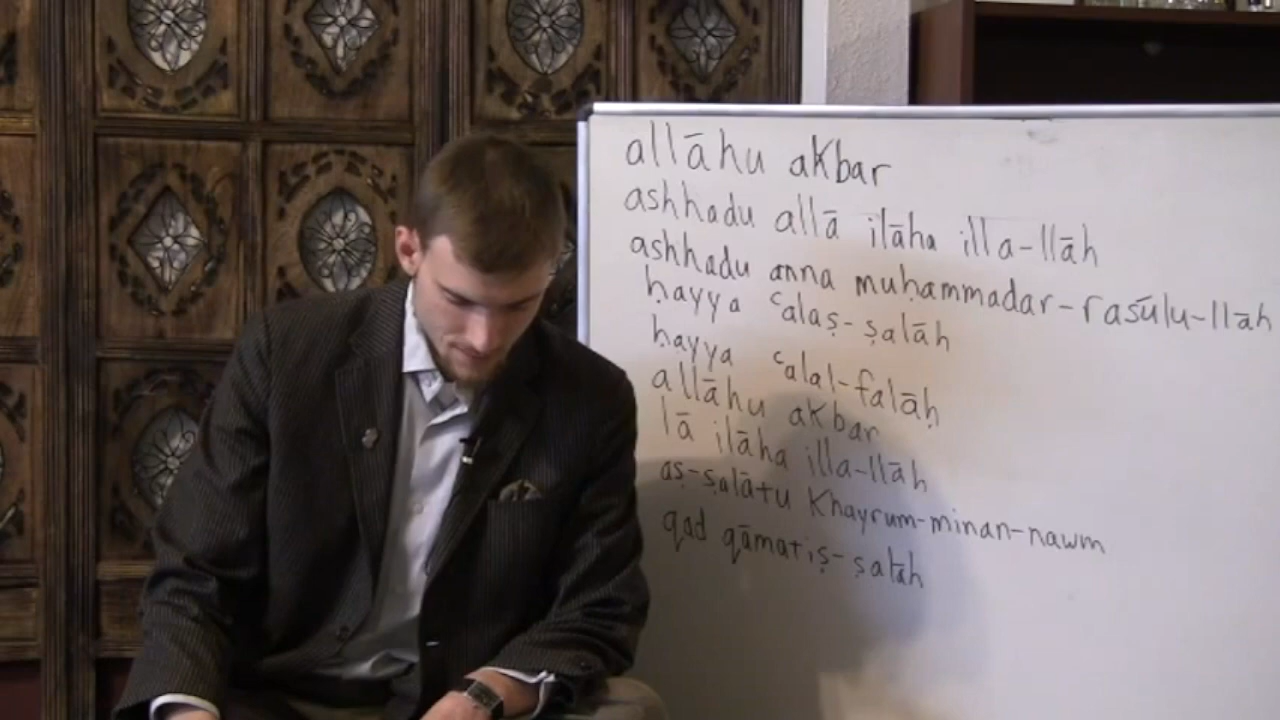 allāhu akbar
ashhadu allā ilāha illa-llāh
ashhadu anna muḥammadar-rasūlu-llāh
ḥayya ʿalaṣ-ṣalāh
ḥayya ʿalal-falāḥ
allāhu akbar
lā ilāha illa-llāh
aṣ-ṣalātu khayrum-minan-nawm
qad qāmatiṣ-ṣalāh